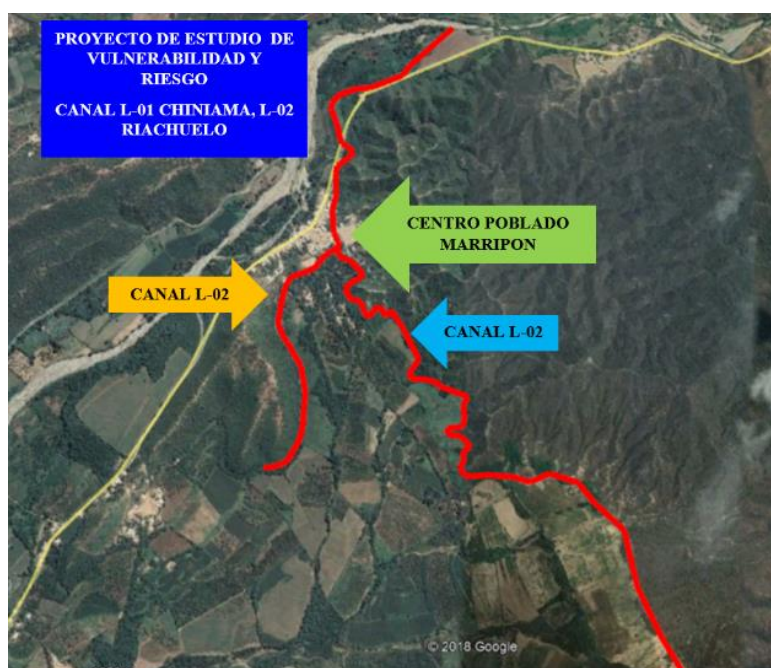 PROYECTO DE ESTUDIO DE
VULNERABILIDAD Y
RIESGO
CANAL L-01 CHINIAMA, L-02
RIACHUELO
CENTRO POBLADO
MARRIPON
CANAL L-02
CANAL L-02
© 2018 Google